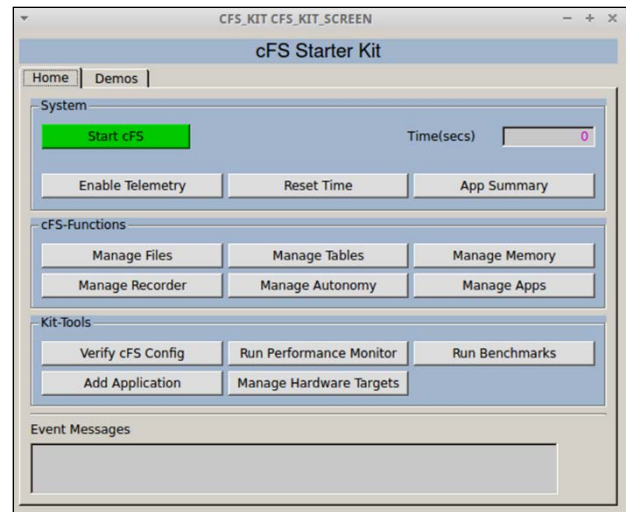 CFS_KIT CFS_KIT_SCREEN
cFS Starter Kit
Home Demos
System
Start cFS Time(secs) 0
Enable Telemetry Reset Time App Summary
cFS-Functions
Manage Files Manage Tables Manage Memory
Manage Recorder Manage Autonomy Manage Apps
Kit-Tools
Verify cFS Config Run Performance Monitor Run Benchmarks
Add Application Manage Hardware Targets
Event Messages